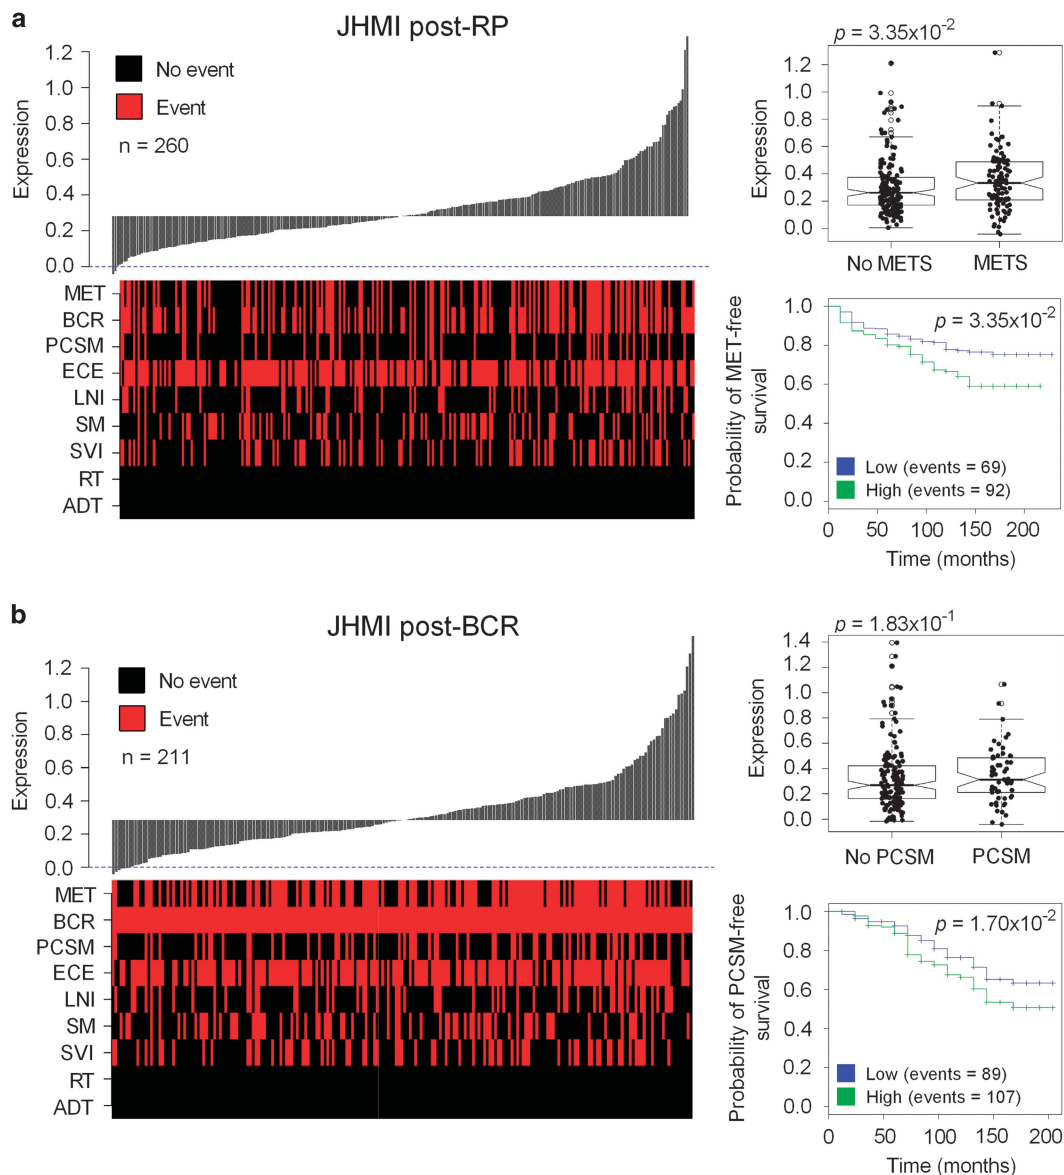 a
JHMI post-RP
Expression
1.2
1.0
0.8
0.6
0.4
0.2
0.0
No event
Event
n = 260
MET
BCR
PCSM
ECE
LNI
SM
SVI
RT
ADT
p = 3.35x10-2
Expression
1.2
1.0
0.8
0.6
0.4
0.2
0.0
No METS METS
Probability of MET-free
survival
1.0
0.8
0.6
0.4
0.2
0.0
p = 3.35x10-2
Low (events = 69)
High (events = 92)
0 50 100 150 200
Time (months)
b
JHMI post-BCR
Expression
1.2
1.0
0.8
0.6
0.4
0.2
0.0
No event
Event
n = 211
MET
BCR
PCSM
ECE
LNI
SM
SVI
RT
ADT
p = 1.83x10-1
Expression
1.4
1.2
1.0
0.8
0.6
0.4
0.2
0.0
No PCSM PCSM
Probability of PCSM-free
survival
1.0
0.8
0.6
0.4
0.2
0.0
p = 1.70x10-2
Low (events = 89)
High (events = 107)
0 50 100 150 200
Time (months)